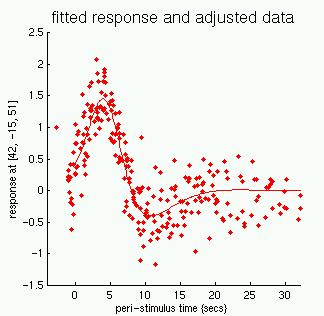 fitted response and adjusted data
2.5
2
1.5
1
0.5
0
-0.5
-1
-1.5
response at [42, -15, 51]
0 5 10 15 20 25 30
peri-stimulus time {secs}